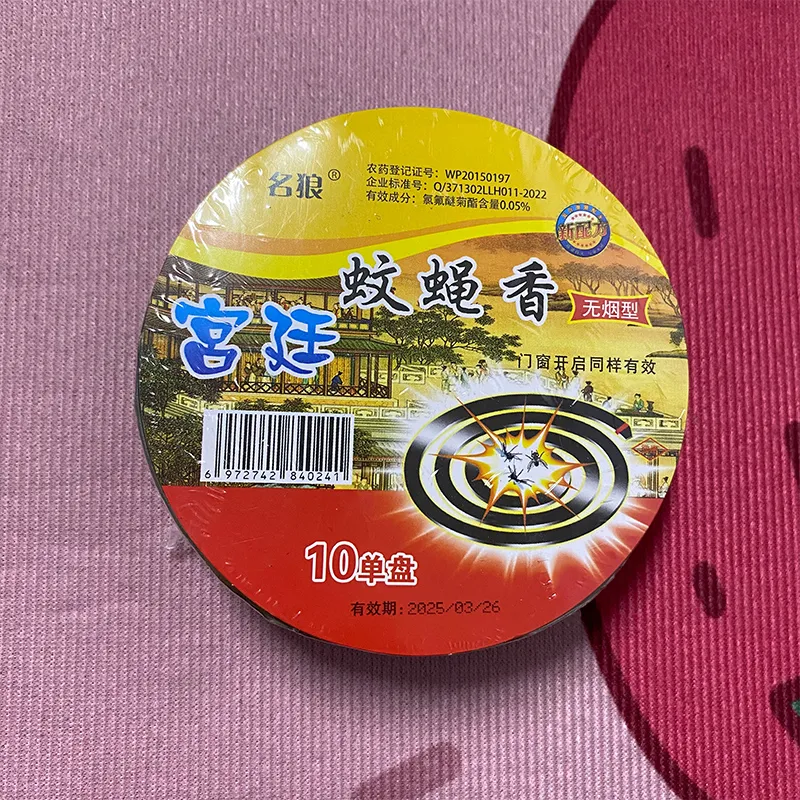 名狼®
农药登记证号：WP20150197
企业标准号：Q/371302LLH011-2022
有效成分：氯氟醚菊酯含量0.05%
新配方
宫廷
蚊蝇香
无烟型
门窗开启同样有效
6 972742 840241
10单盘
有效期：2025/03/26